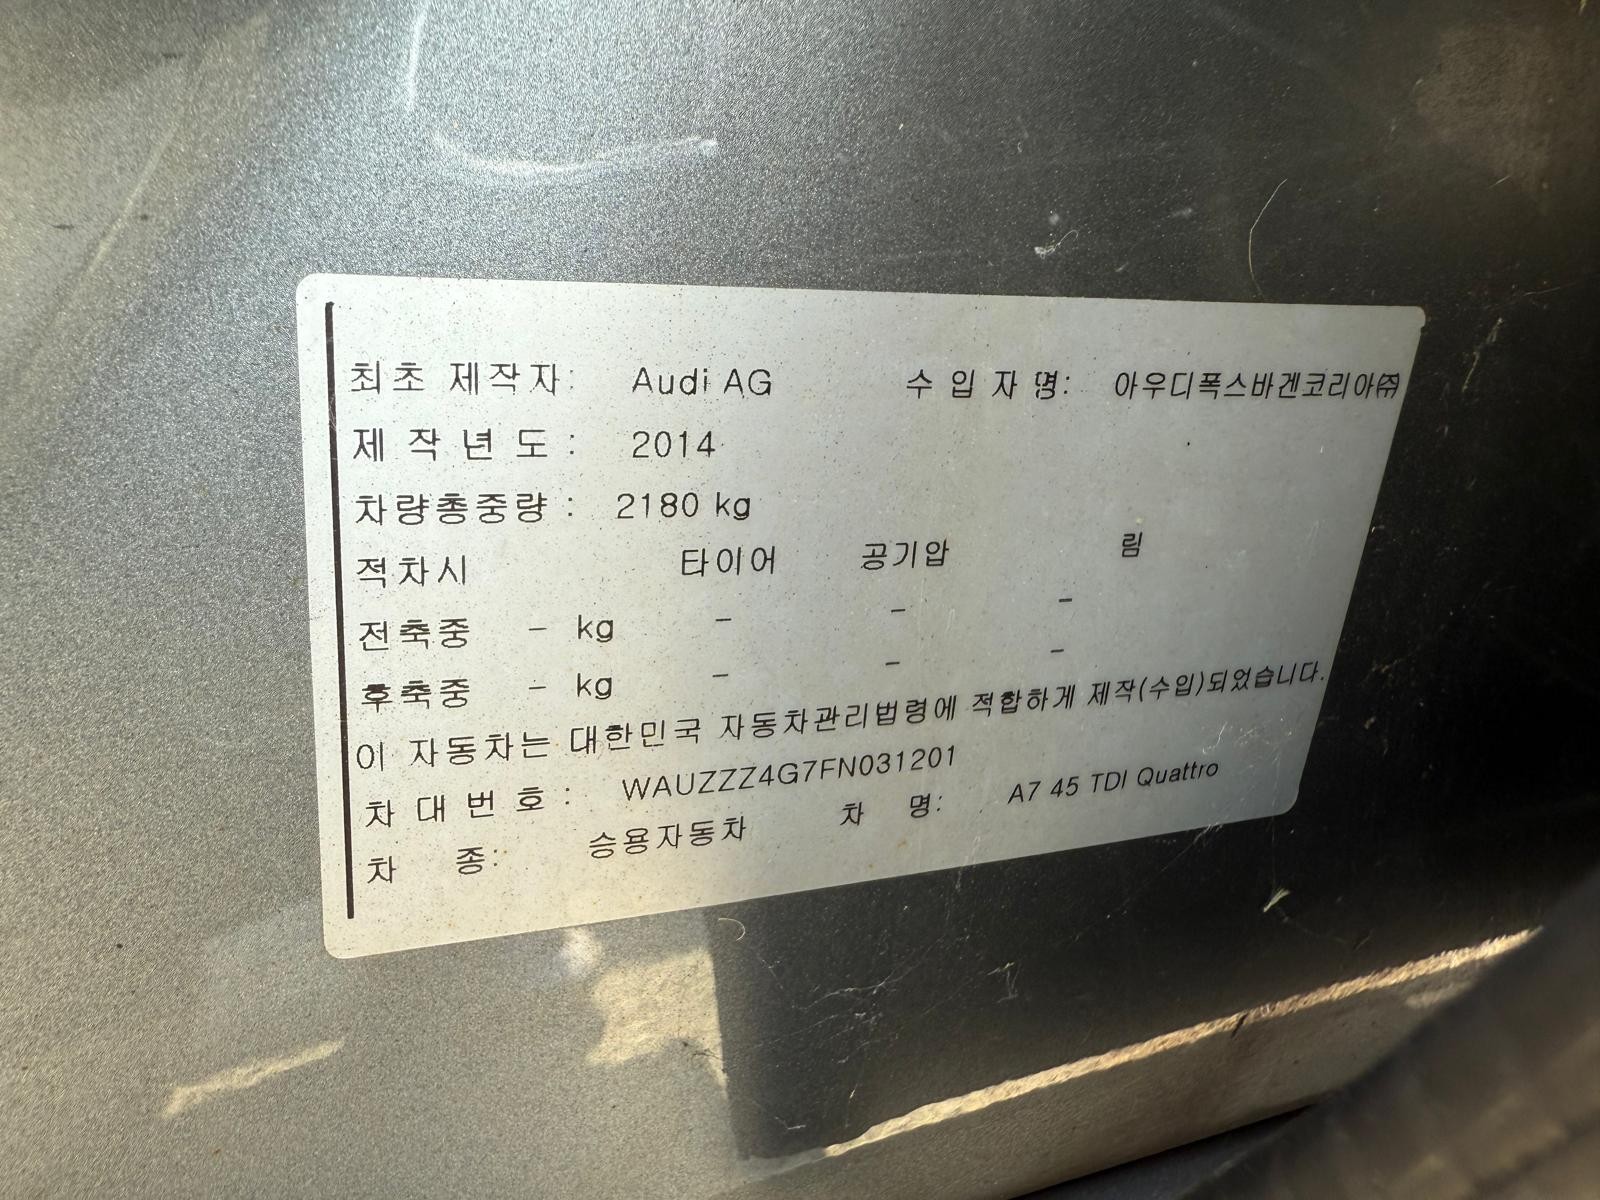 최초 제작자: Audi AG 수 입 자 명: 아우디폭스바겐코리아㈜
제 작 년 도 : 2014
차량총중량 : 2180 kg
적차시 타이어 공기압 림
전축중 - kg - - -
후축중 - kg - - -
이 자동차는 대한민국 자동차관리법령에 적합하게 제작(수입)되었습니다.
차 대 번 호 : WAUZZZ4G7FN031201
차 종: 승용자동차 차 명: A7 45 TDI Quattro